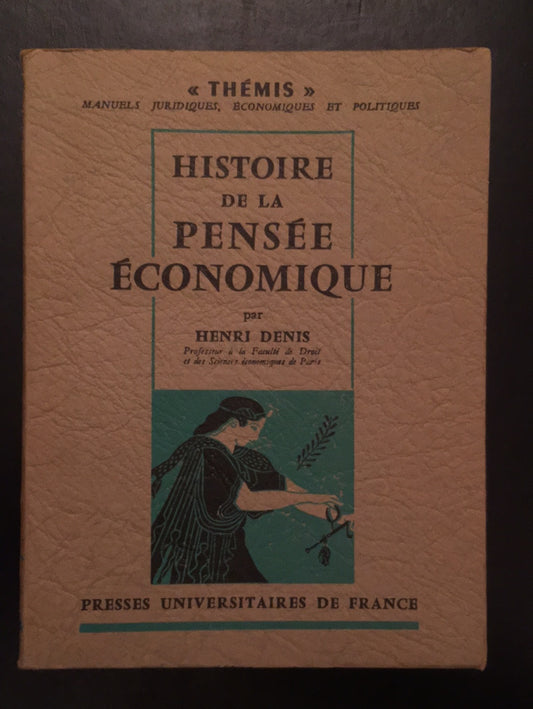 « THÉMIS »
MANUELS JURIDIQUES, ÉCONOMIQUES ET POLITIQUES
HISTOIRE
DE LA
PENSÉE
ÉCONOMIQUE
par
HENRI DENIS
Professeur à la Faculté de Droit
et des Sciences économiques de Paris
PRESSES UNIVERSITAIRES DE FRANCE